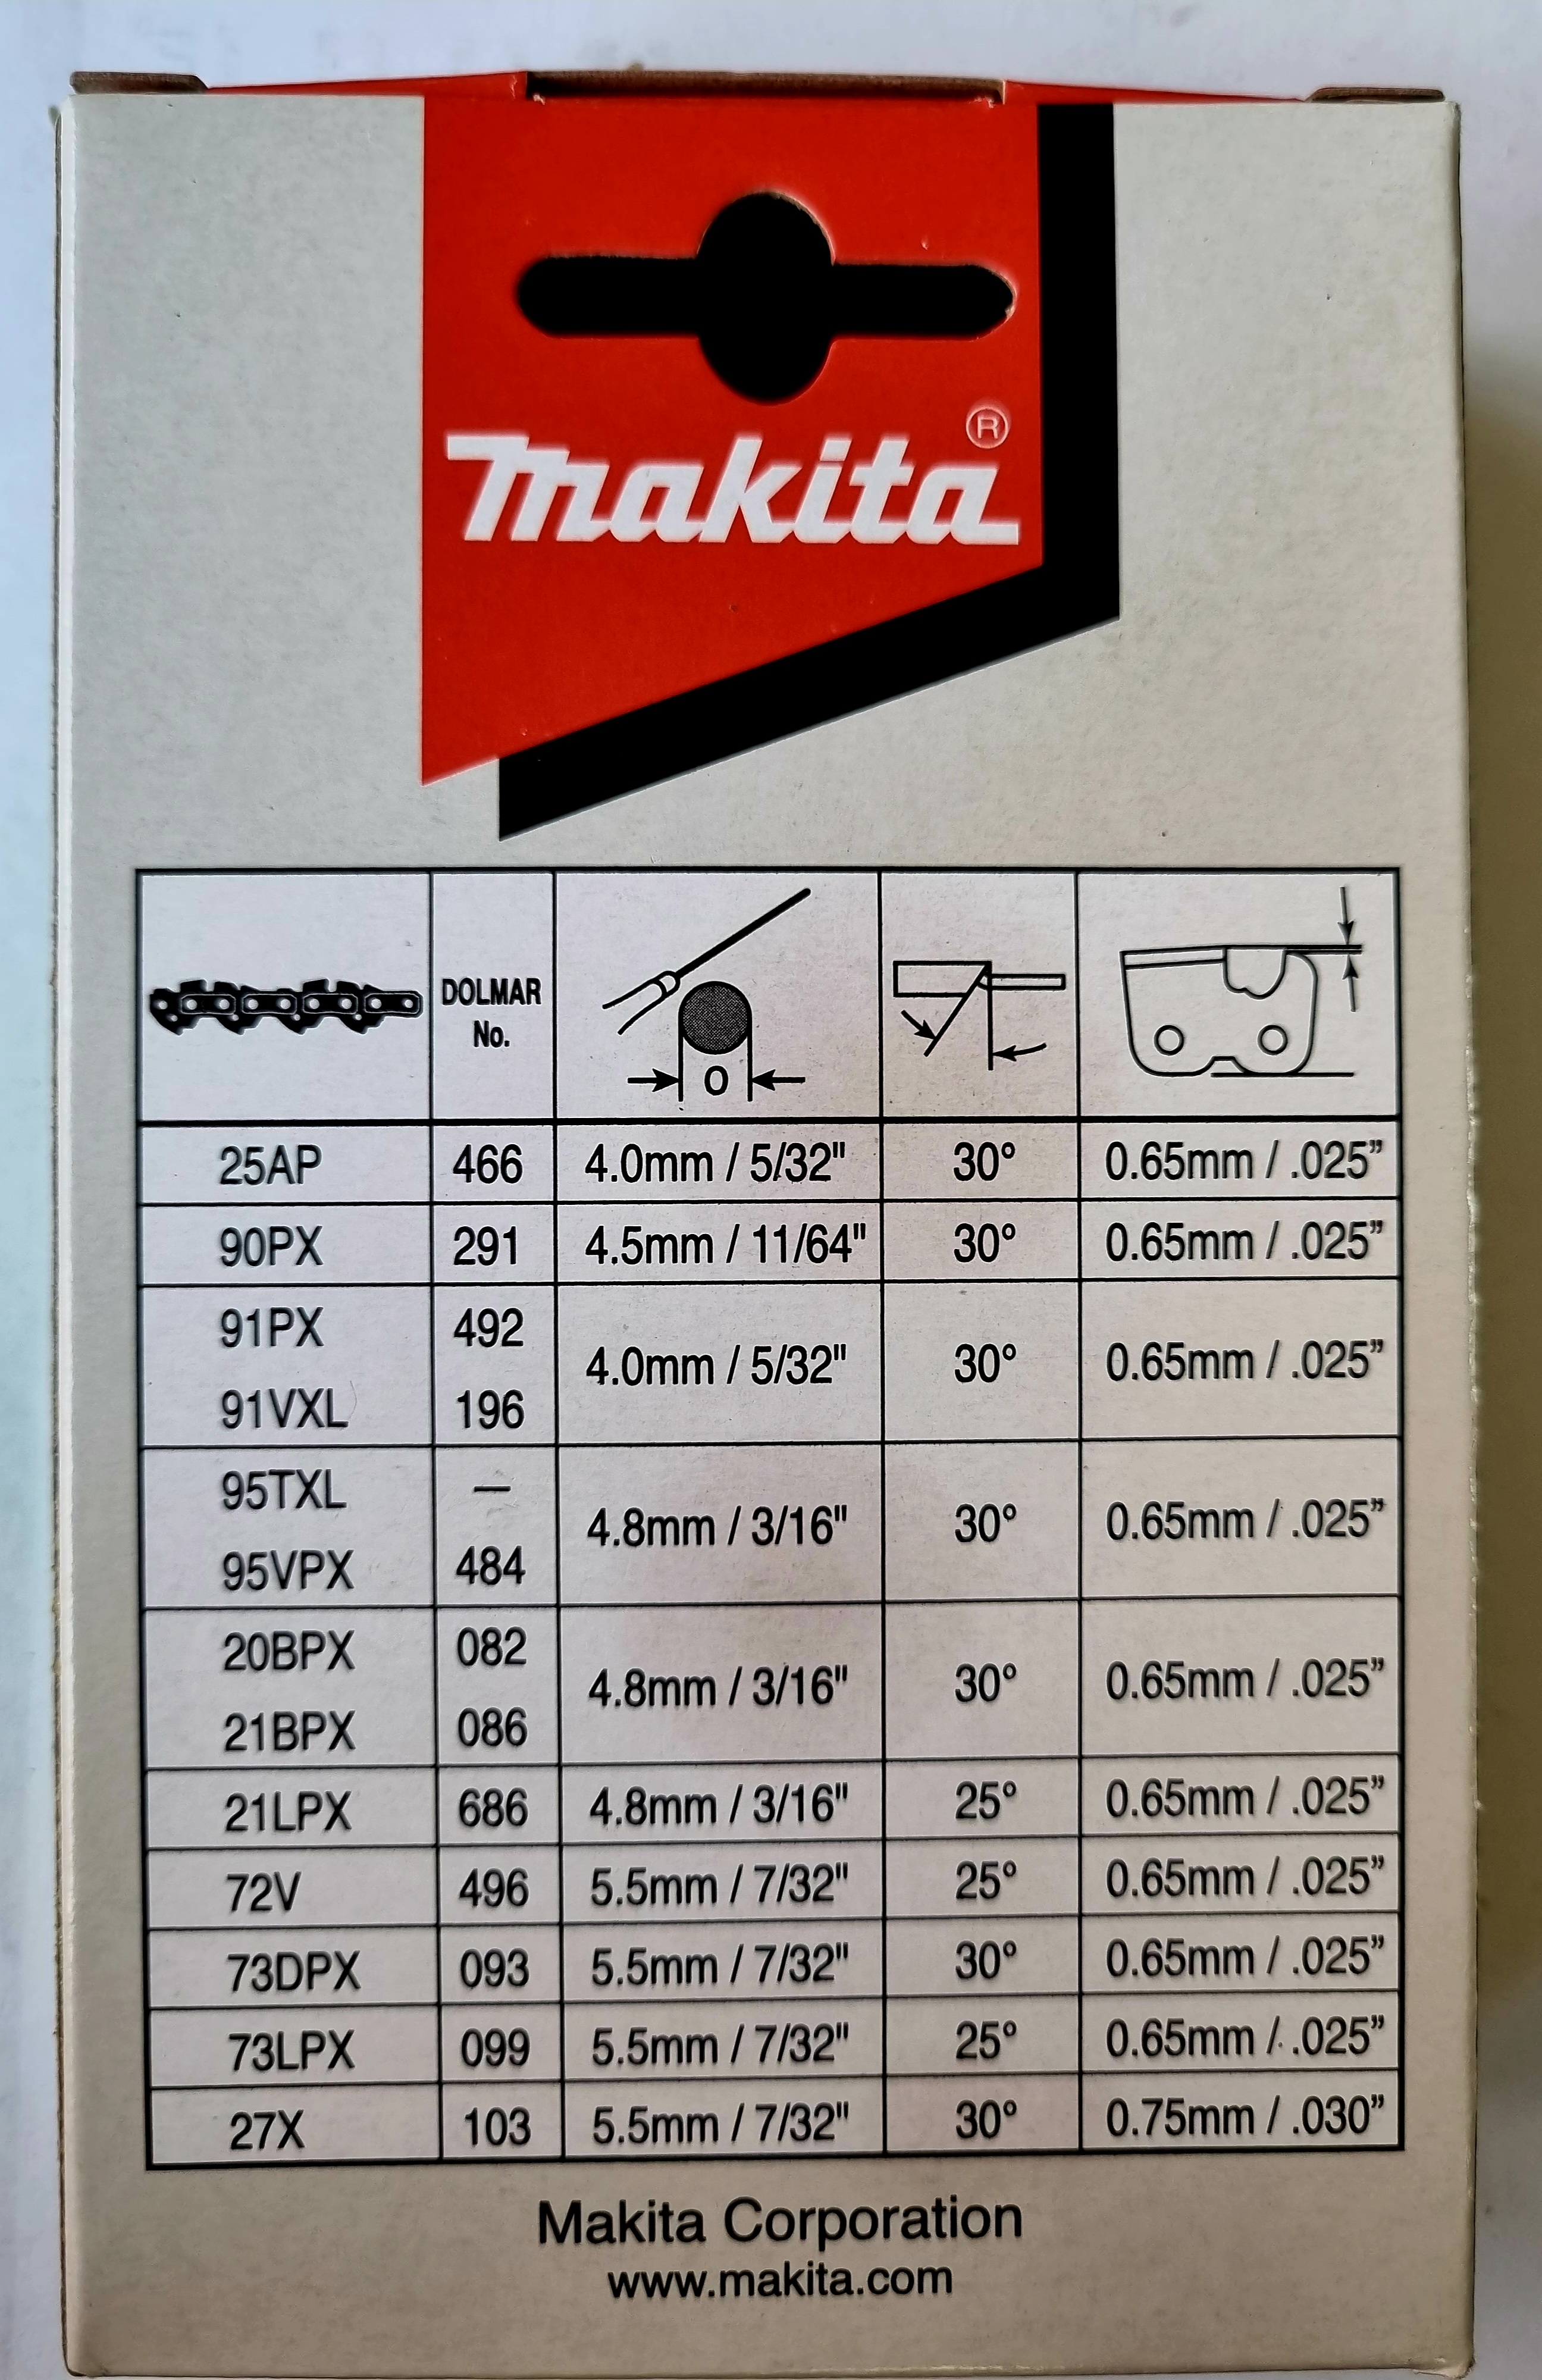 makita®
DOLMAR
No.
O
25AP 466 4.0mm / 5/32" 30° 0.65mm / .025”
90PX 291 4.5mm / 11/64" 30° 0.65mm / .025”
91PX 492
4.0mm / 5/32" 30° 0.65mm / .025”
91VXL 196
95TXL —
4.8mm / 3/16" 30° 0.65mm / .025”
95VPX 484
20BPX 082
4.8mm / 3/16" 30° 0.65mm / .025”
21BPX 086
21LPX 686 4.8mm / 3/16" 25° 0.65mm / .025”
72V 496 5.5mm / 7/32" 25° 0.65mm / .025”
73DPX 093 5.5mm / 7/32" 30° 0.65mm / .025”
73LPX 099 5.5mm / 7/32" 25° 0.65mm / .025”
27X 103 5.5mm / 7/32" 30° 0.75mm / .030”
Makita Corporation
www.makita.com